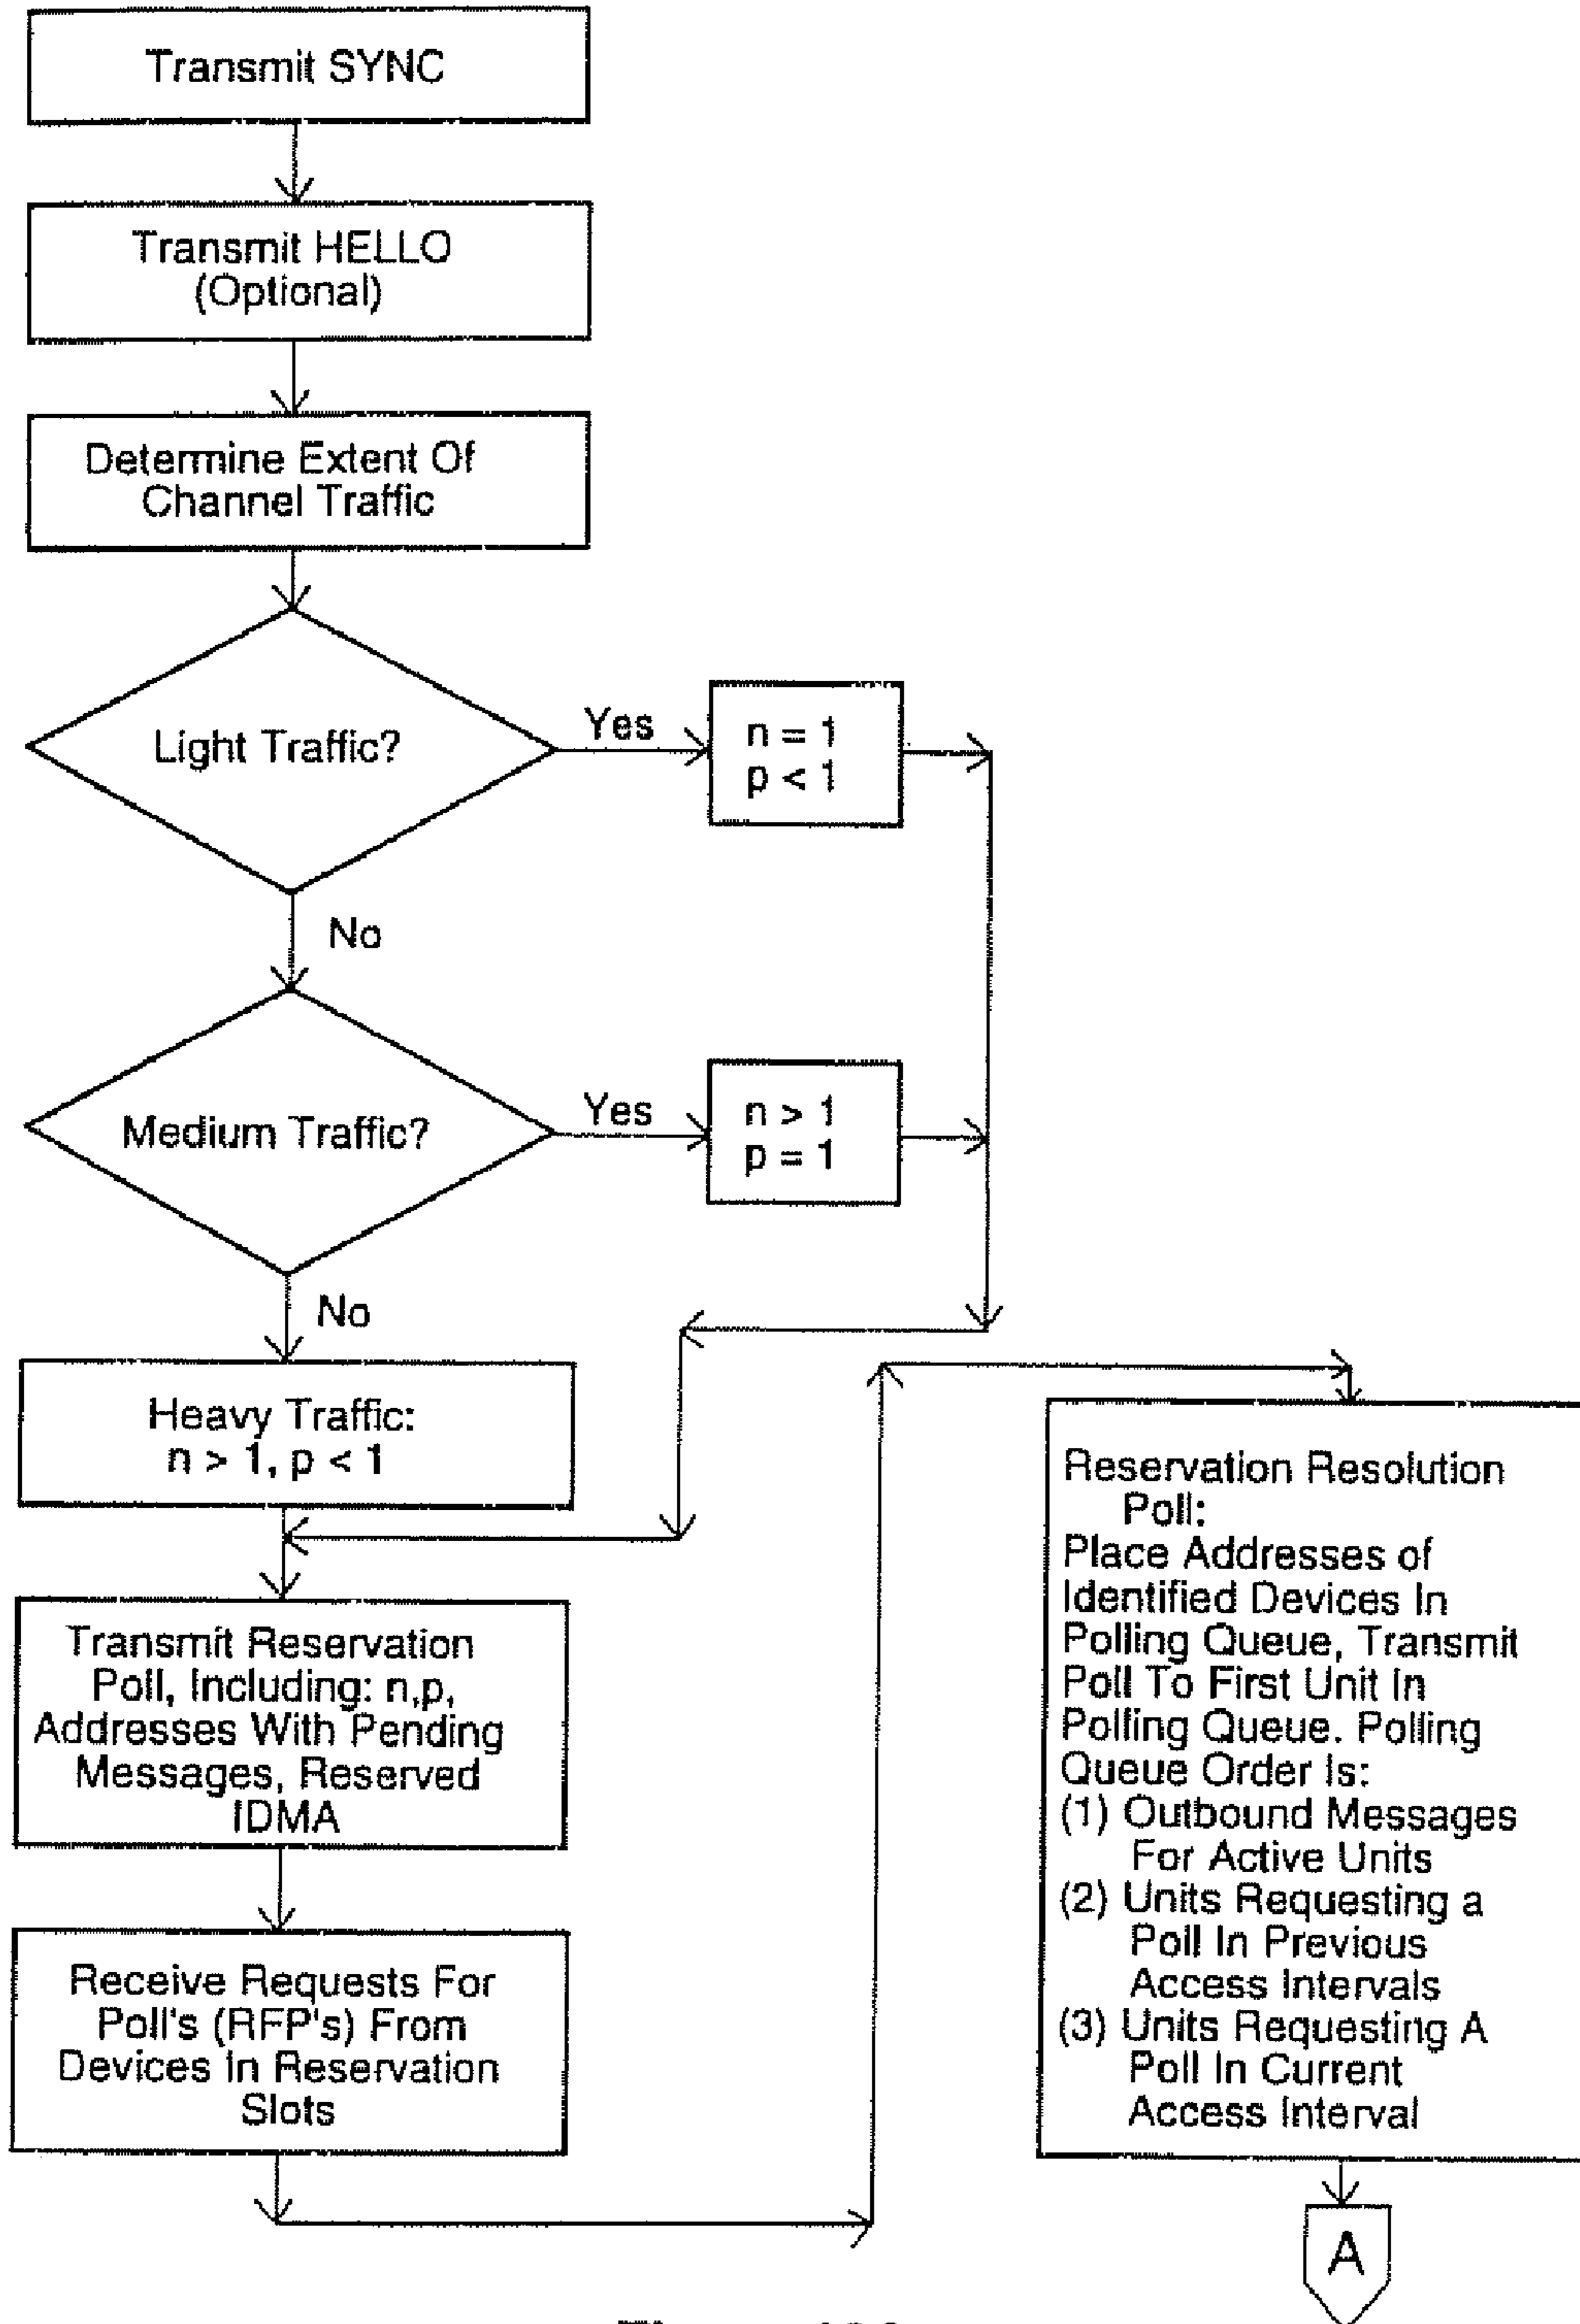 Transmit SYNC
Transmit HELLO
(Optional)
Determine Extent Of
Channel Traffic
Light Traffic?
Yes
n = 1
p < 1
No
Medium Traffic?
Yes
n > 1
p = 1
No
Heavy Traffic:
n > 1, p < 1
Transmit Reservation
Poll, Including: n,p,
Addresses With Pending
Messages, Reserved
IDMA
Receive Requests For
Poll's (RFP's) From
Devices In Reservation
Slots
Reservation Resolution
Poll:
Place Addresses of
Identified Devices In
Polling Queue, Transmit
Poll To First Unit In
Polling Queue. Polling
Queue Order Is:
(1) Outbound Messages
For Active Units
(2) Units Requesting a
Poll In Previous
Access Intervals
(3) Units Requesting A
Poll In Current
Access Interval
A